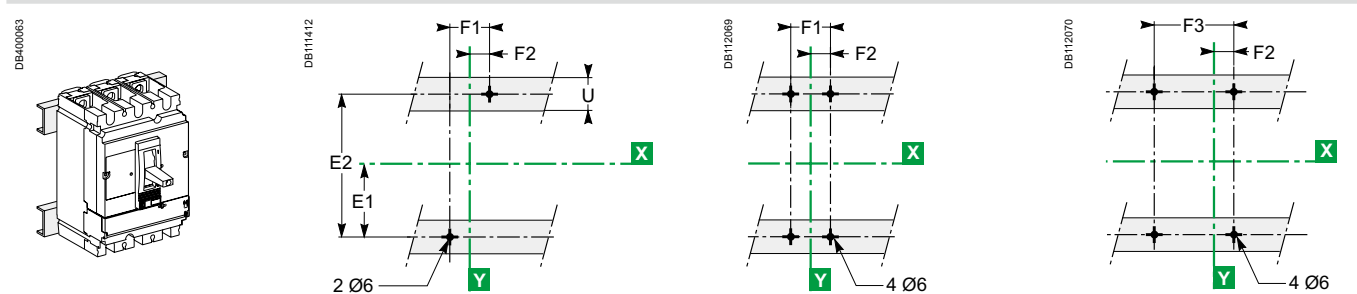 DB400063
DB111412
F1
F2
U
E2
X
E1
2 Ø6
Y
DB112069
F1
F2
X
4 Ø6
Y
DB112070
F3
F2
X
4 Ø6
Y